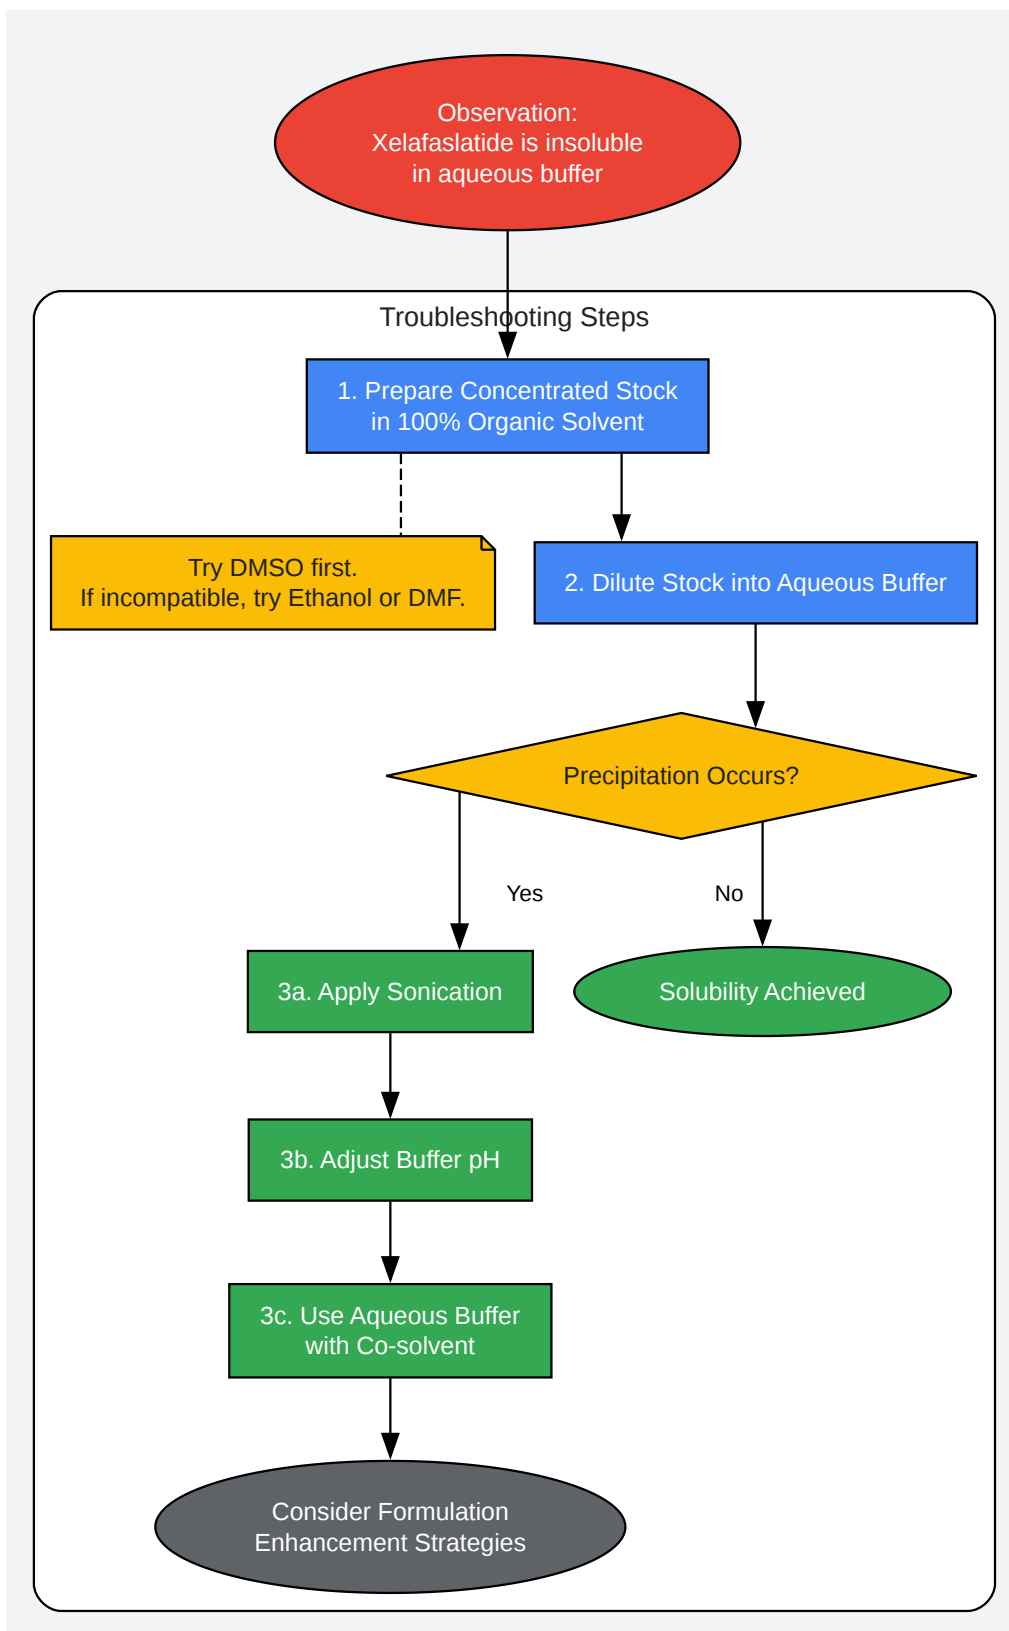 Observation:
Xelafaslatide is insoluble
in aqueous buffer
Troubleshooting Steps
1. Prepare Concentrated Stock
in 100% Organic Solvent
Try DMSO first.
If incompatible, try Ethanol or DMF.
2. Dilute Stock into Aqueous Buffer
Precipitation Occurs?
Yes
No
3a. Apply Sonication
Solubility Achieved
3b. Adjust Buffer pH
3c. Use Aqueous Buffer
with Co-solvent
Consider Formulation
Enhancement Strategies